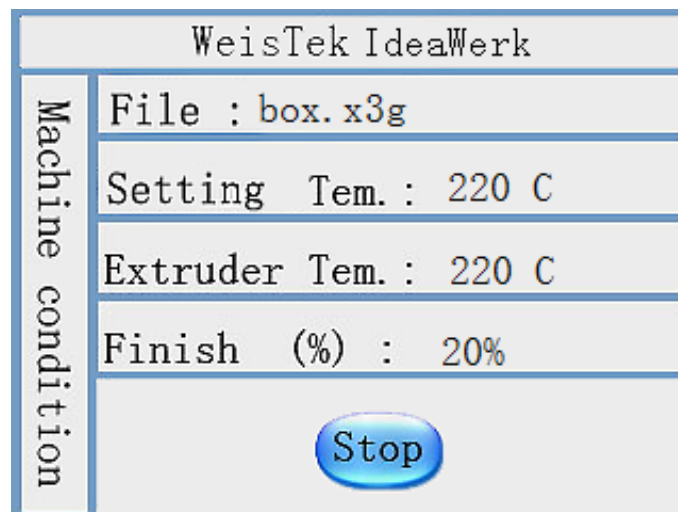 WeisTek IdeaWerk
Machine condition
File : box.x3g
Setting Tem. : 220 C
Extruder Tem. : 220 C
Finish (%) : 20%
Stop